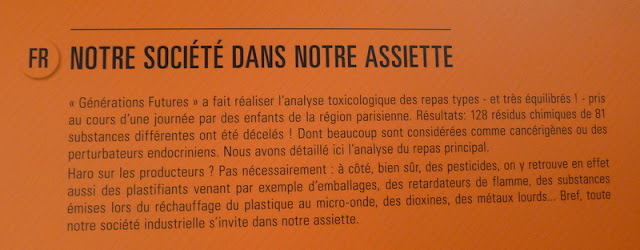 FR NOTRE SOCIÉTÉ DANS NOTRE ASSIETTE
« Générations Futures » a fait réaliser l'analyse toxicologique des repas types - et très équilibrés ! - pris
au cours d'une journée par des enfants de la région parisienne. Résultats: 128 résidus chimiques de 81
substances différentes ont été décelés ! Dont beaucoup sont considérées comme cancérigènes ou des
perturbateurs endocriniens. Nous avons détaillé ici l'analyse du repas principal.
Haro sur les producteurs ? Pas nécessairement : à côté, bien sûr, des pesticides, on y retrouve en effet
aussi des plastifiants venant par exemple d'emballages, des retardateurs de flamme, des substances
émises lors du réchauffage du plastique au micro-onde, des dioxines, des métaux lourds... Bref, toute
notre société industrielle s'invite dans notre assiette.